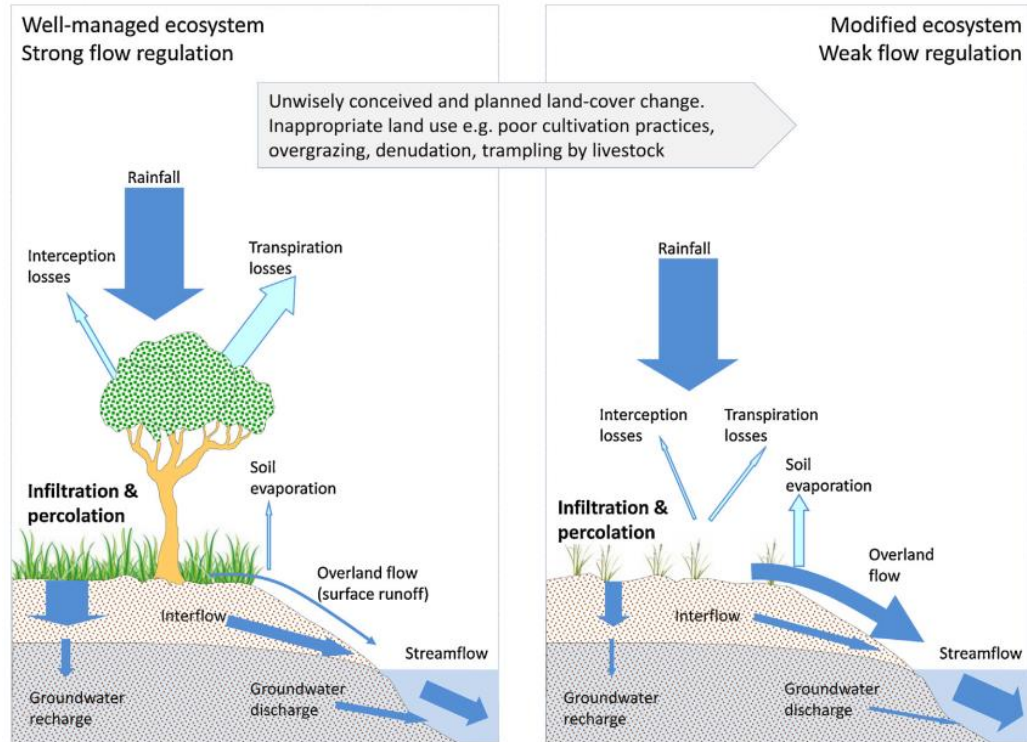 Well-managed ecosystem
Strong flow regulation
Modified ecosystem
Weak flow regulation
Unwisely conceived and planned land-cover change.
Inappropriate land use e.g. poor cultivation practices,
overgrazing, denudation, trampling by livestock
Rainfall
Interception
losses
Transpiration
losses
Infiltration &
percolation
Soil
evaporation
Overland flow
(surface runoff)
Interflow
Streamflow
Groundwater
recharge
Groundwater
discharge
Rainfall
Interception
losses
Transpiration
losses
Soil
evaporation
Infiltration &
percolation
Overland
flow
Interflow
Streamflow
Groundwater
recharge
Groundwater
discharge